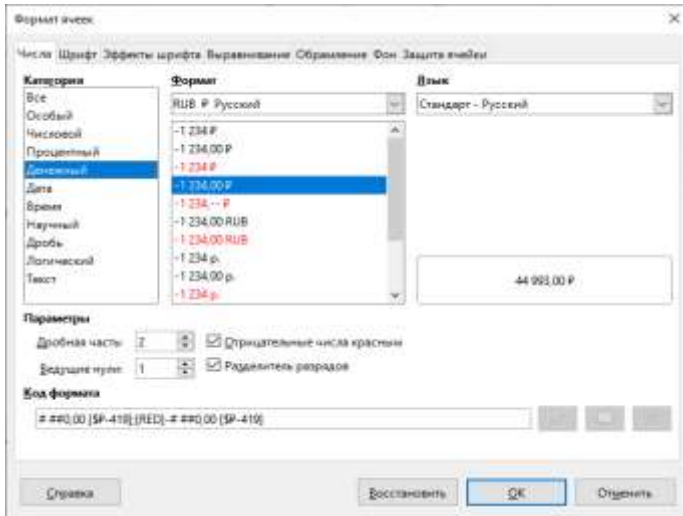 Формат ячеек
Числа Шрифт Эффекты шрифта Выравнивание Обрамление Фон Защита ячейки
Категория
Все
Особый
Числовой
Процентный
Денежный
Дата
Время
Научный
Дробь
Логический
Текст
Формат
RUB ₽ Русский
-1 234 ₽
-1 234,00 ₽
-1 234 ₽
-1 234,00 ₽
-1 234,-- ₽
-1 234,00 RUB
-1 234,00 RUB
-1 234 р.
-1 234,00 р.
-1 234 р.
Язык
Стандарт - Русский
44 993,00 ₽
Параметры
Дробная часть: 2
Отрицательные числа красным
Ведущие нули: 1
Разделитель разрядов
Код формата
# ##0,00 [$₽-419];[RED]-# ##0,00 [$₽-419]
Справка
Восстановить
OK
Отменить